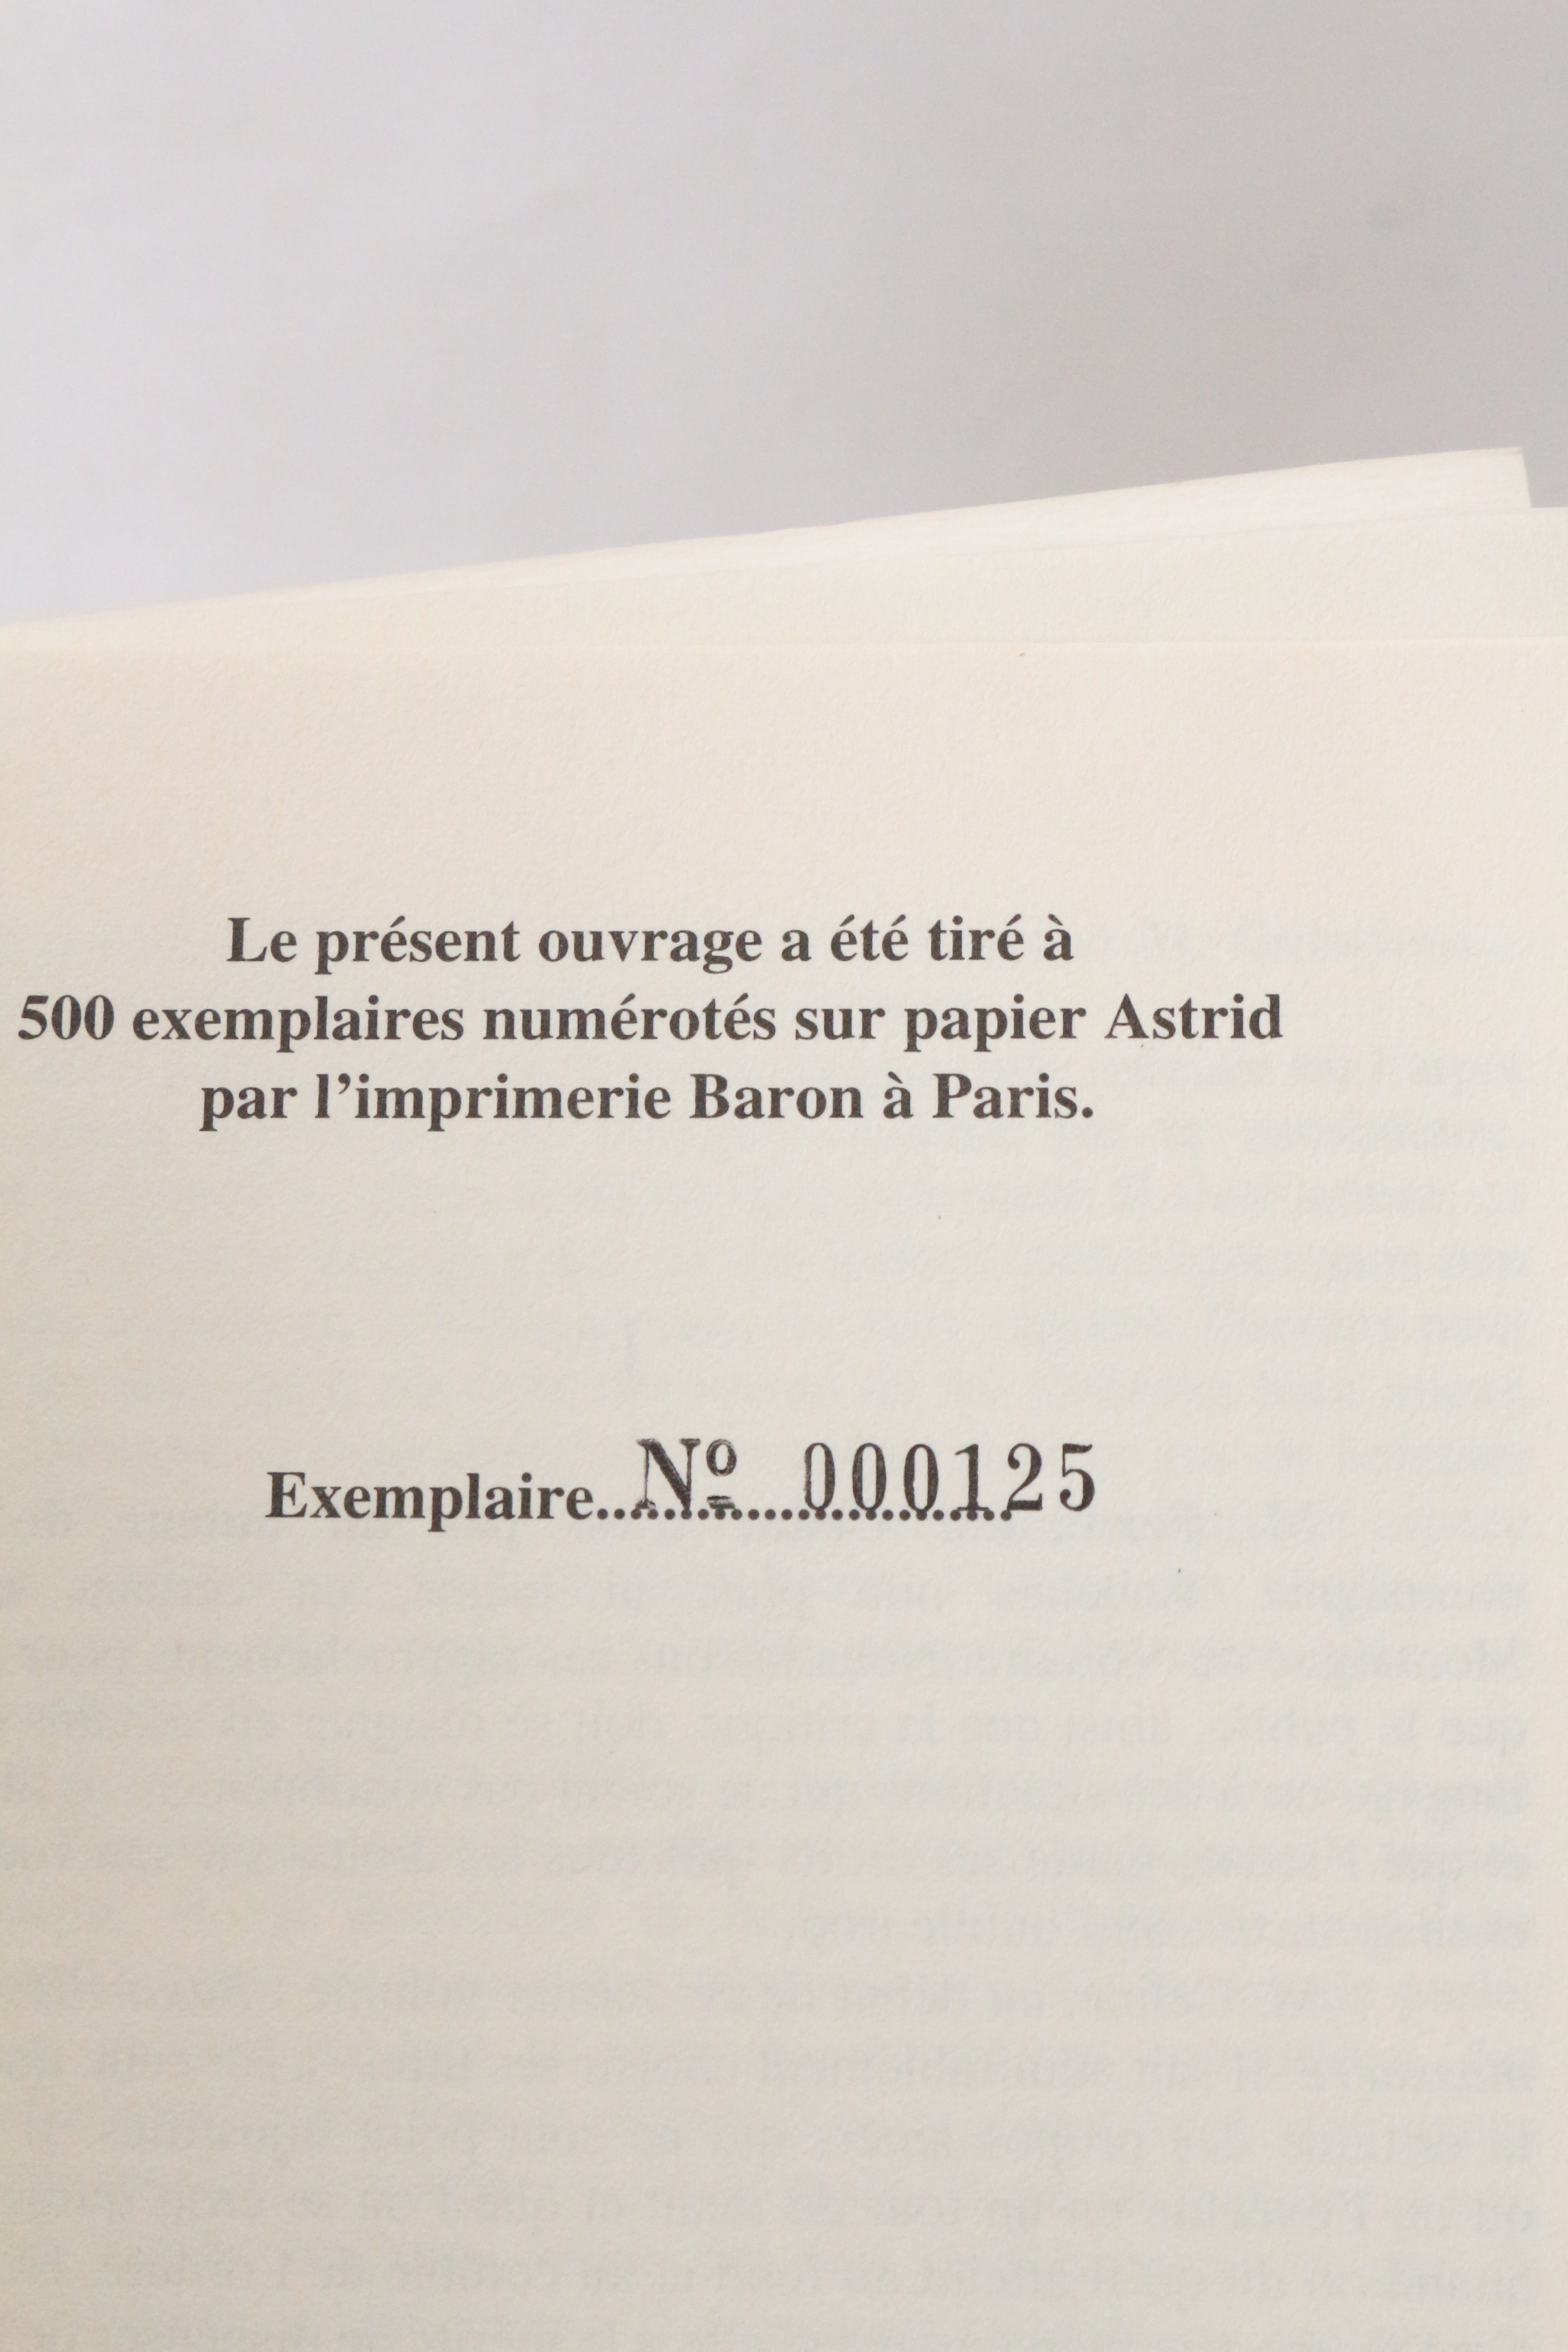 Le présent ouvrage a été tiré à
500 exemplaires numérotés sur papier Astrid
par l’imprimerie Baron à Paris.
Exemplaire......................... Nº 000125